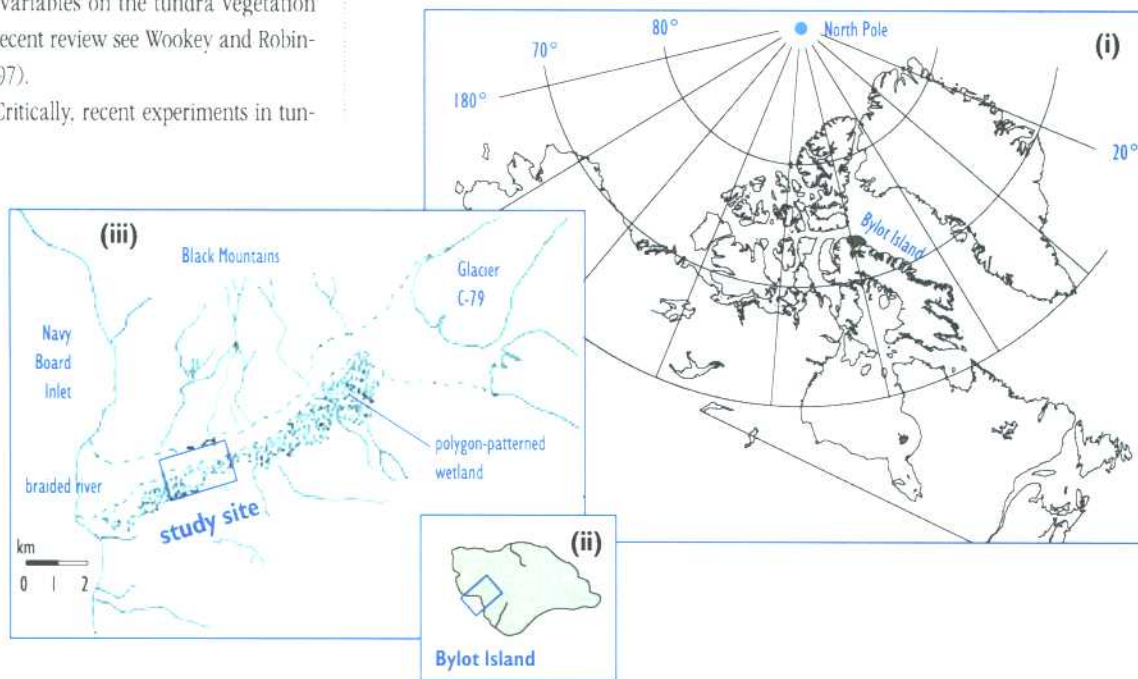 variables on the tundra vegetation
ecent review see Wookey and Robin-
97).
Critically, recent experiments in tun-
(i)
North Pole
80°
70°
180°
20°
Bylot Island
(iii)
Black Mountains
Glacier
C-79
Navy
Board
Inlet
polygon-patterned
wetland
braided river
study site
km
0 1 2
(ii)
Bylot Island